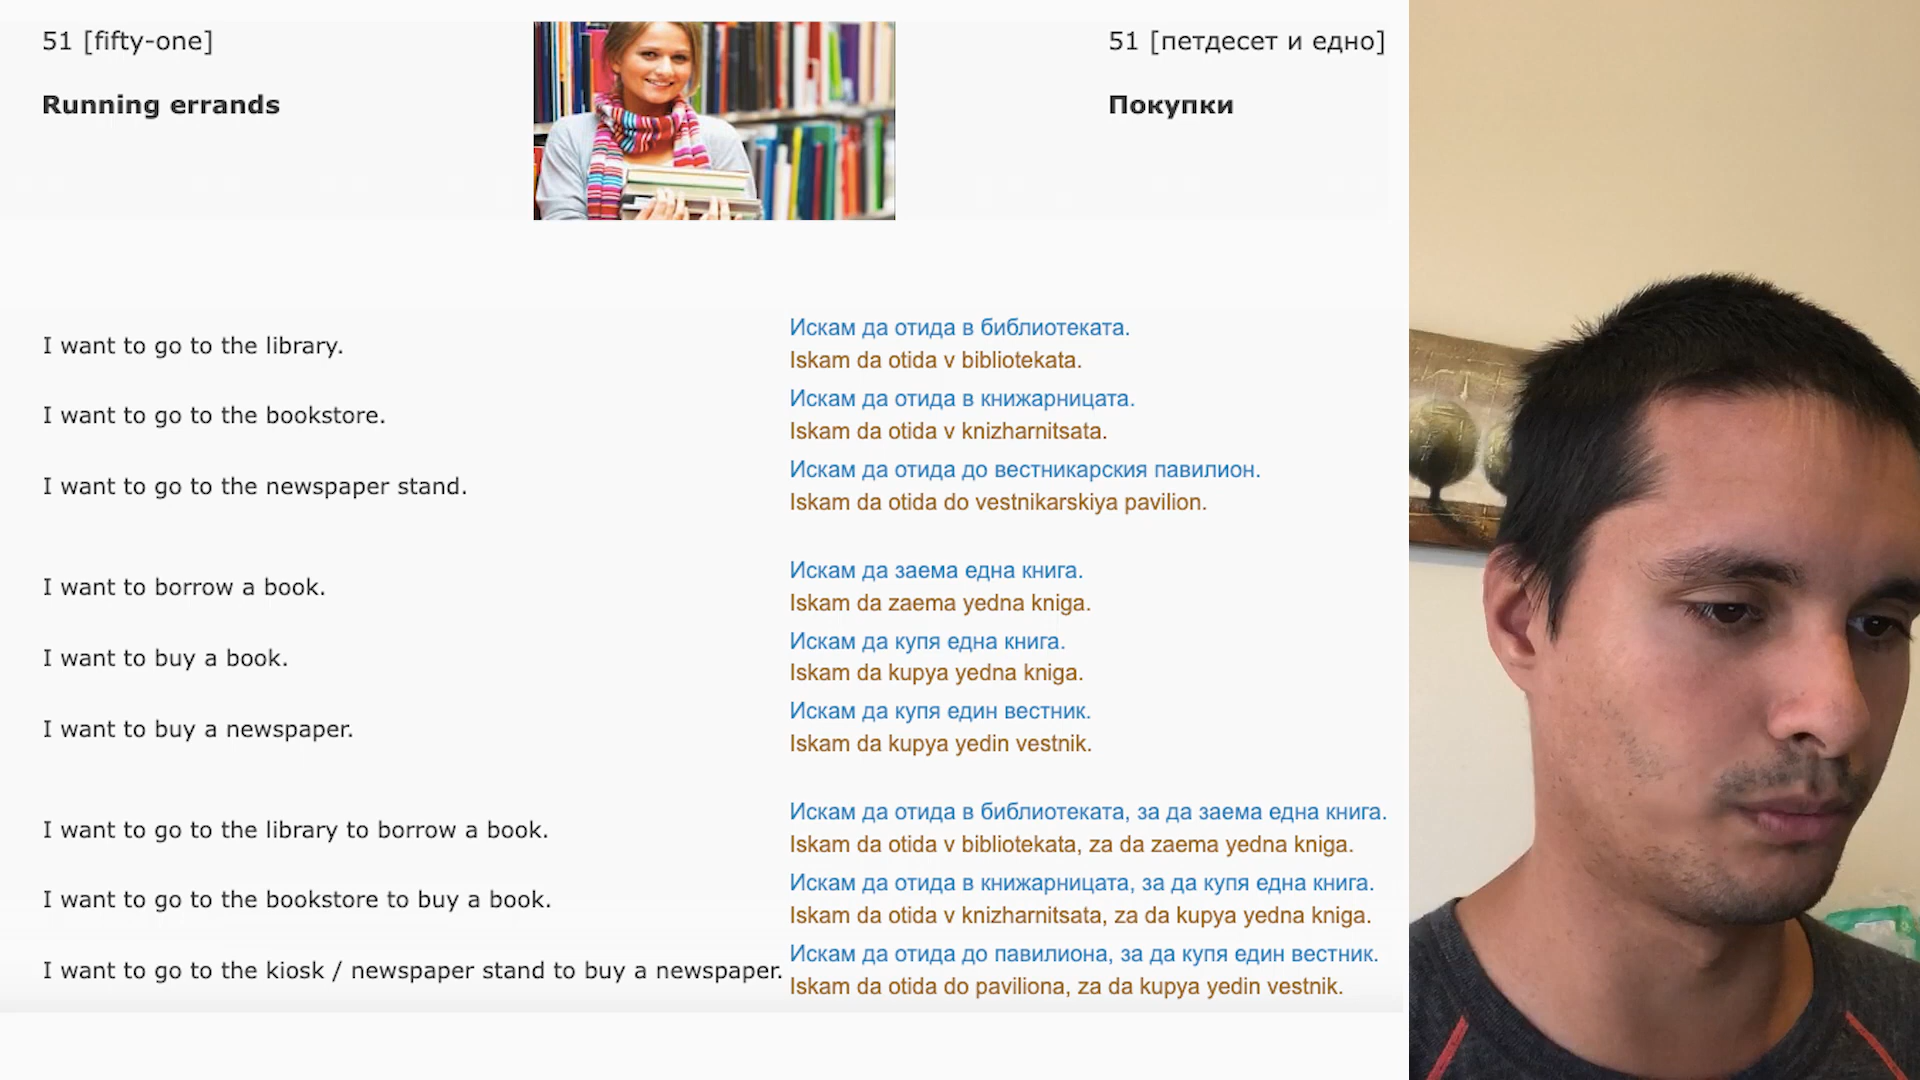 51 [fifty-one]
51 [петдесет и едно]
Running errands
Покупки
I want to go to the library.
Искам да отида в библиотеката.
Iskam da otida v bibliotekata.
I want to go to the bookstore.
Искам да отида в книжарницата.
Iskam da otida v knizharnitsata.
I want to go to the newspaper stand.
Искам да отида до вестникарския павилион.
Iskam da otida do vestnikarskiya pavilion.
I want to borrow a book.
Искам да заема една книга.
Iskam da zaema yedna kniga.
I want to buy a book.
Искам да купя една книга.
Iskam da kupya yedna kniga.
I want to buy a newspaper.
Искам да купя един вестник.
Iskam da kupya yedin vestnik.
I want to go to the library to borrow a book.
Искам да отида в библиотеката, за да заема една книга.
Iskam da otida v bibliotekata, za da zaema yedna kniga.
I want to go to the bookstore to buy a book.
Искам да отида в книжарницата, за да купя една книга.
Iskam da otida v knizharnitsata, za da kupya yedna kniga.
I want to go to the kiosk / newspaper stand to buy a newspaper.
Искам да отида до павилиона, за да купя един вестник.
Iskam da otida do paviliona, za da kupya yedin vestnik.